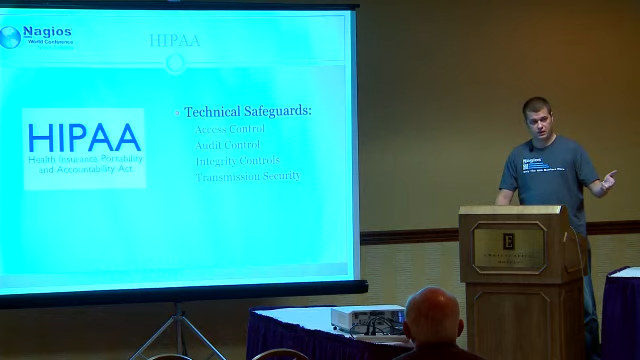 Nagios
World Conference
HIPAA
HIPAA
Health Insurance Portability
and Accountability Act
Technical Safeguards:
Access Control
Audit Control
Integrity Controls
Transmission Security
Nagios
E